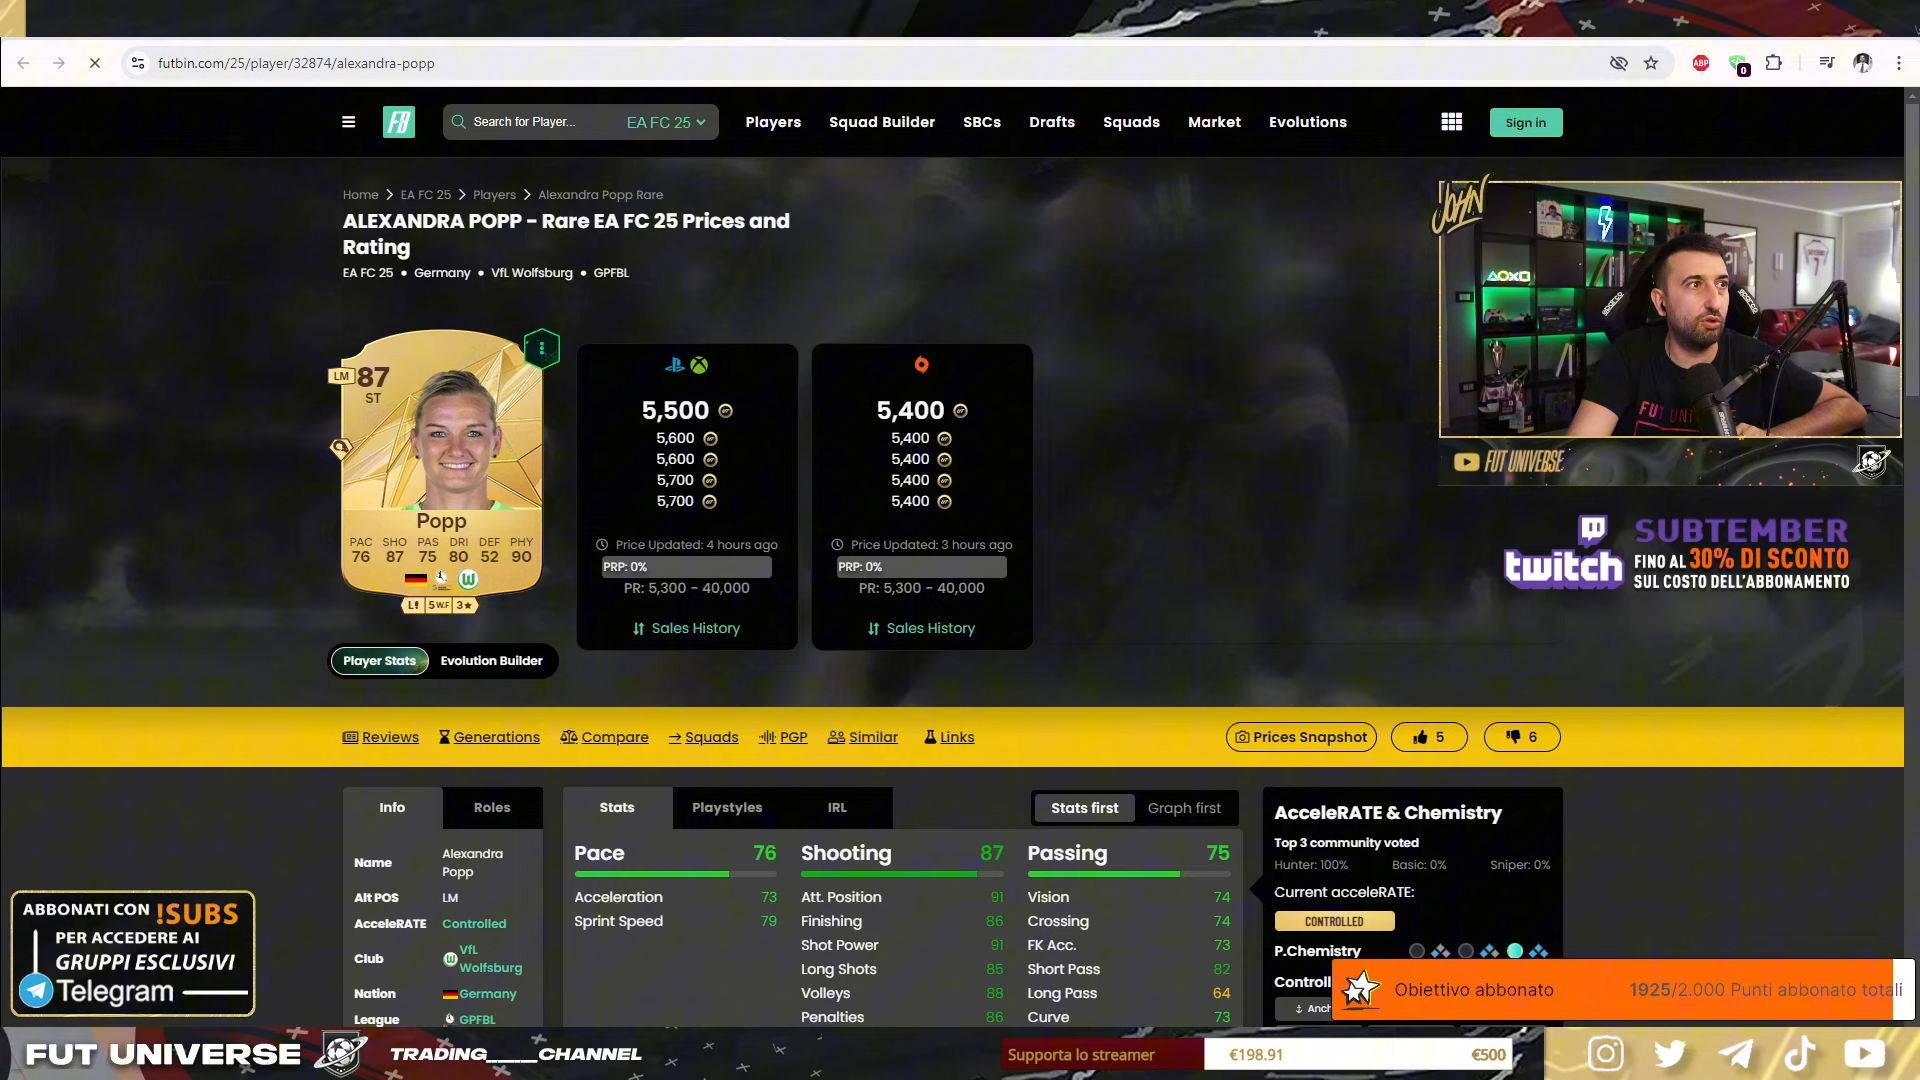 futbin.com/25/player/32874/alexandra-popp
ABP
0
FB
Search for Player...
EA FC 25
Players
Squad Builder
SBCs
Drafts
Squads
Market
Evolutions
Sign in
Home > EA FC 25 > Players > Alexandra Popp Rare
ALEXANDRA POPP - Rare EA FC 25 Prices and
Rating
EA FC 25 • Germany • VfL Wolfsburg • GPFBL
LM
87
ST
Popp
PAC SHO PAS DRI DEF PHY
76 87 75 80 52 90
L 5 W.F 3★
5,500
5,600
5,600
5,700
5,700
Price Updated: 4 hours ago
PRP: 0%
PR: 5,300 - 40,000
Sales History
5,400
5,400
5,400
5,400
5,400
Price Updated: 3 hours ago
PRP: 0%
PR: 5,300 - 40,000
Sales History
JOHN
FUT UNIVERSE
twitch
SUBTEMBER
FINO AL 30% DI SCONTO
SUL COSTO DELL'ABBONAMENTO
Player Stats
Evolution Builder
Reviews
Generations
Compare
Squads
PGP
Similar
Links
Prices Snapshot
5
6
Info
Roles
Name
Alexandra
Popp
Alt POS
LM
AcceleRATE
Controlled
Club
VfL
Wolfsburg
Nation
Germany
League
GPFBL
Stats
Playstyles
IRL
Stats first
Graph first
Pace 76
Acceleration 73
Sprint Speed 79
Shooting 87
Att. Position 91
Finishing 86
Shot Power 91
Long Shots 85
Volleys 88
Penalties 86
Passing 75
Vision 74
Crossing 74
FK Acc. 73
Short Pass 82
Long Pass 64
Curve 73
AcceleRATE & Chemistry
Top 3 community voted
Hunter: 100%
Basic: 0%
Sniper: 0%
Current acceleRATE:
CONTROLLED
P.Chemistry
Controll
Anch
Obiettivo abbonato
1925/2.000 Punti abbonato totali
ABBONATI CON !SUBS
PER ACCEDERE AI
GRUPPI ESCLUSIVI
Telegram
FUT UNIVERSE
TRADING____CHANNEL
Supporta lo streamer
€198.91
€500